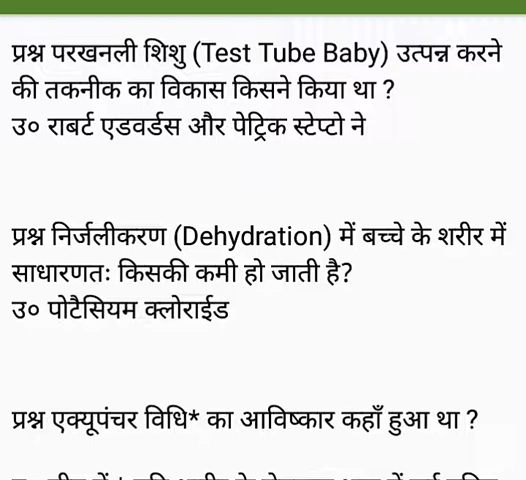 प्रश्न परखनली शिशु (Test Tube Baby) उत्पन्न करने
की तकनीक का विकास किसने किया था ?
उ० राबर्ट एडवर्डस और पेट्रिक स्टेप्टो ने
प्रश्न निर्जलीकरण (Dehydration) में बच्चे के शरीर में
साधारणतः किसकी कमी हो जाती है?
उ० पोटैसियम क्लोराईड
प्रश्न एक्यूपंचर विधि* का आविष्कार कहाँ हुआ था ?